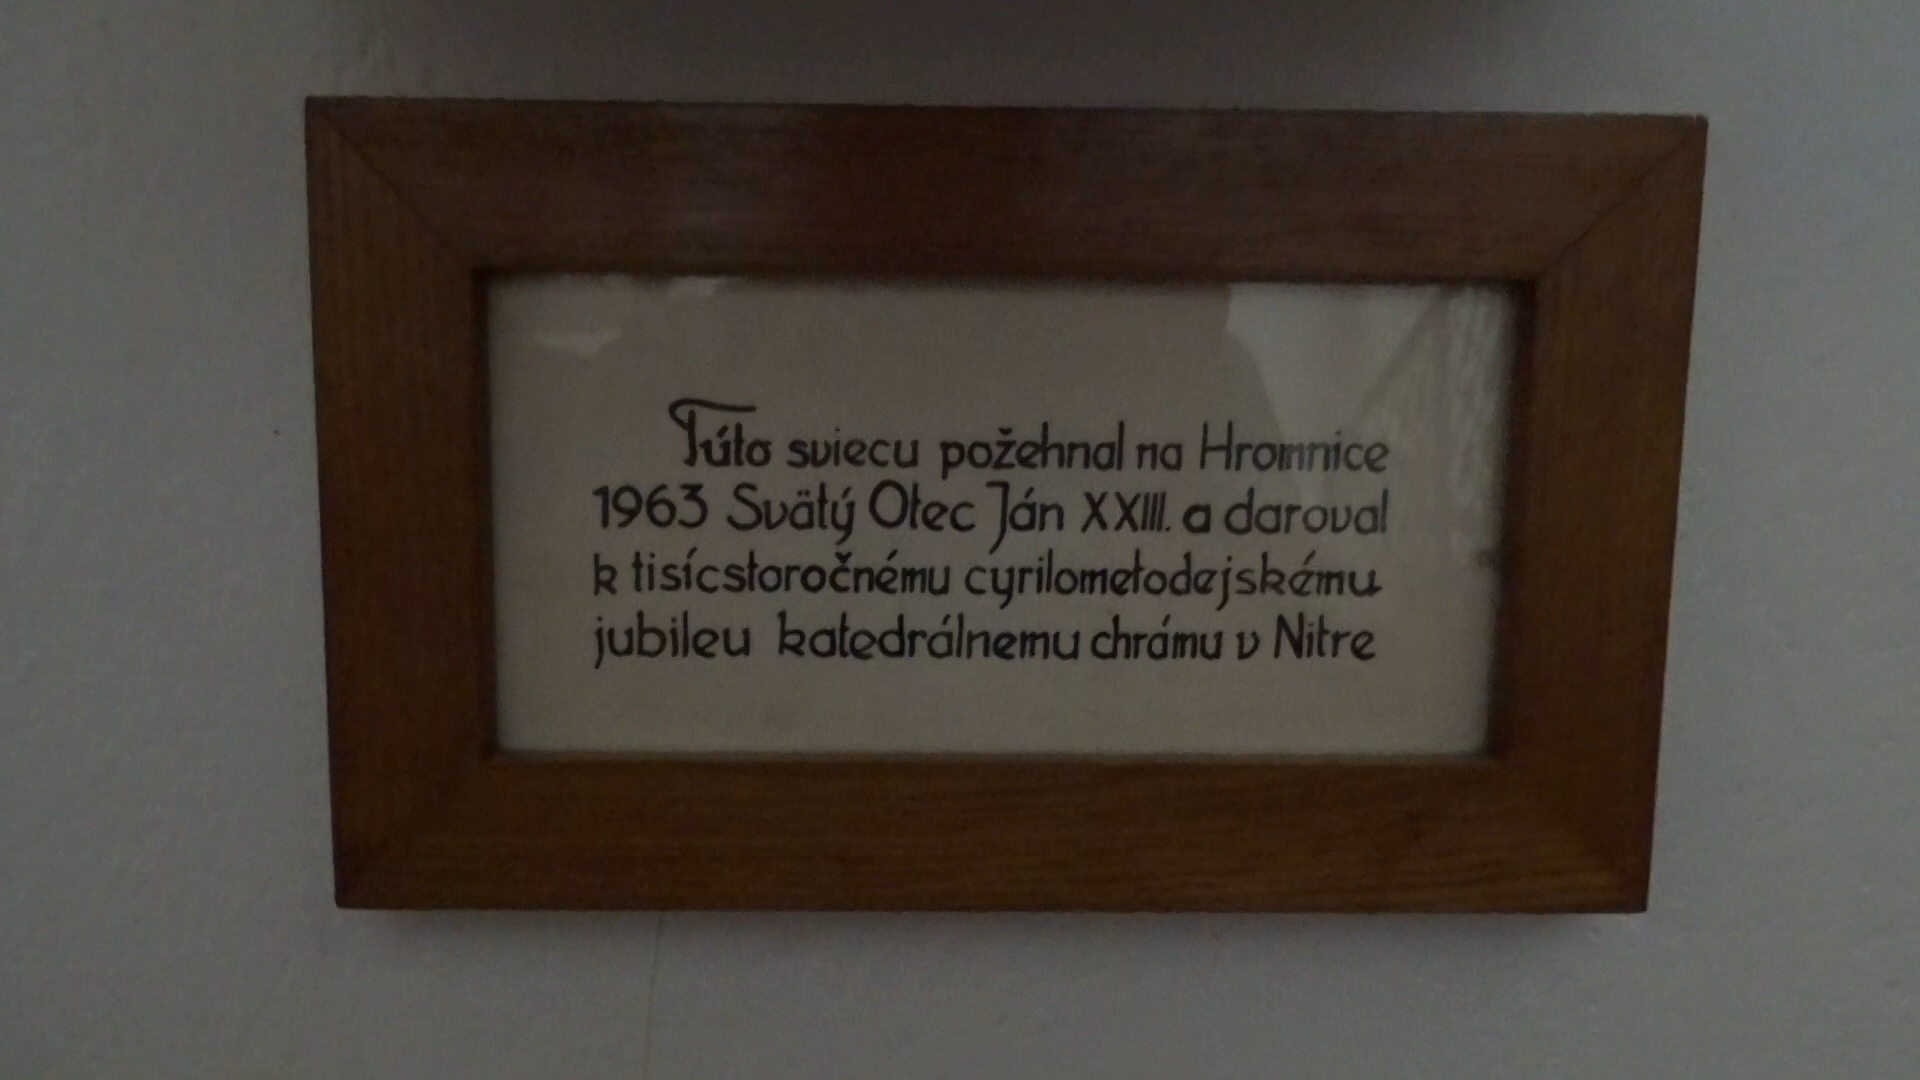 Túto sviecu požehnal na Hromnice
1963 Svätý Otec Ján XXIII. a daroval
k tisícstoročnému cyrilometodejskému
jubileu katedrálnemu chrámu v Nitre